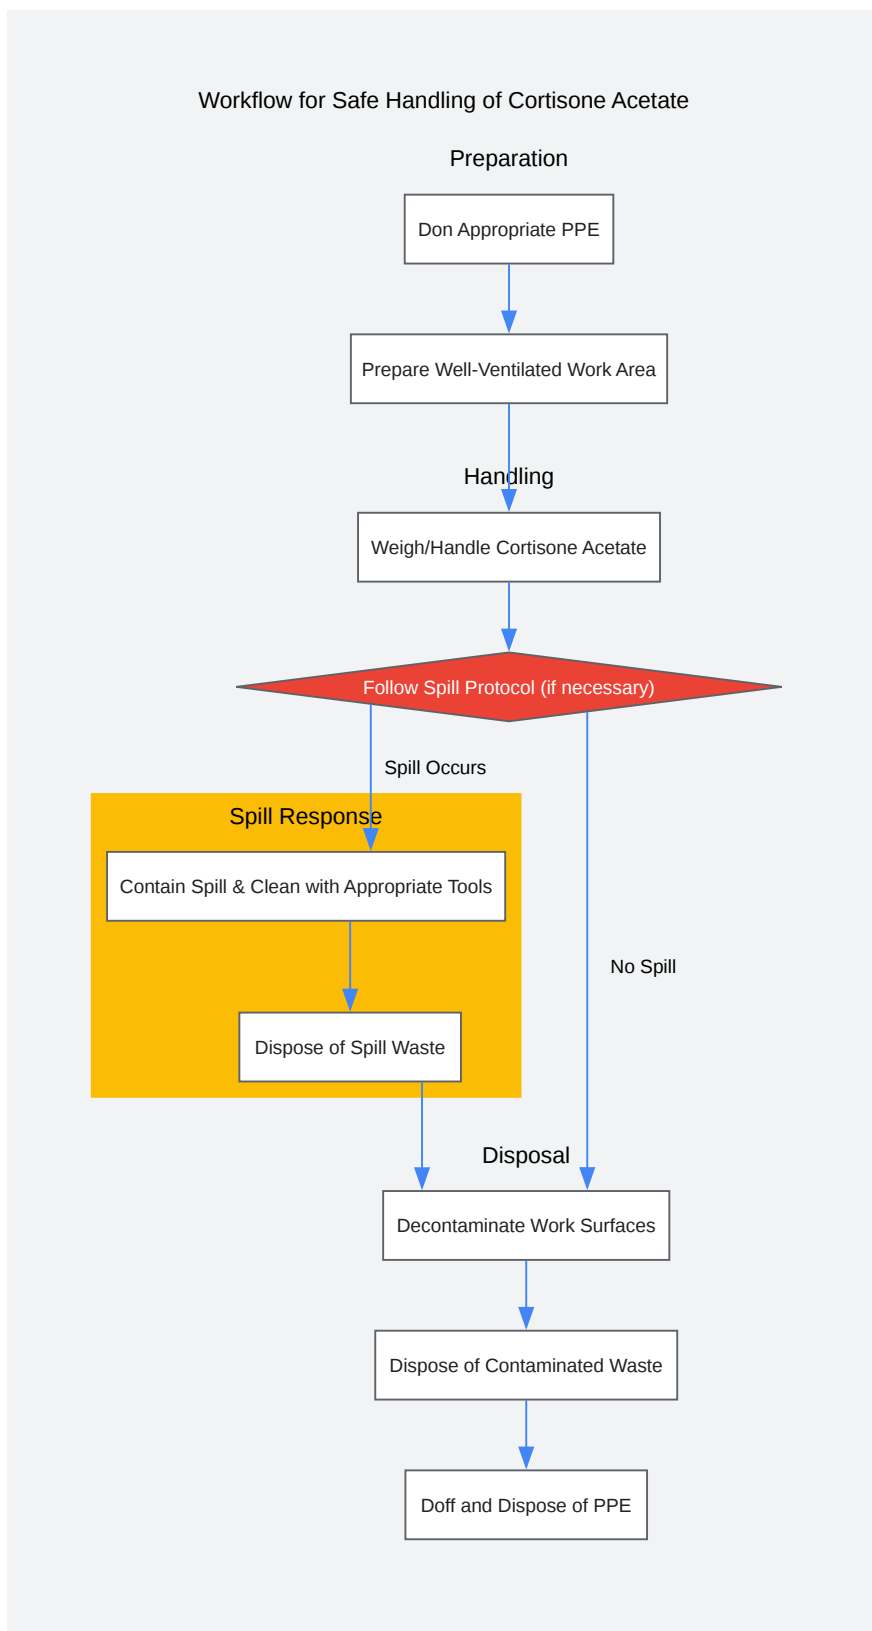 Workflow for Safe Handling of Cortisone Acetate
Preparation
Don Appropriate PPE
Prepare Well-Ventilated Work Area
Handling
Weigh/Handle Cortisone Acetate
Follow Spill Protocol (if necessary)
Spill Occurs
Spill Response
Contain Spill & Clean with Appropriate Tools
No Spill
Dispose of Spill Waste
Disposal
Decontaminate Work Surfaces
Dispose of Contaminated Waste
Doff and Dispose of PPE